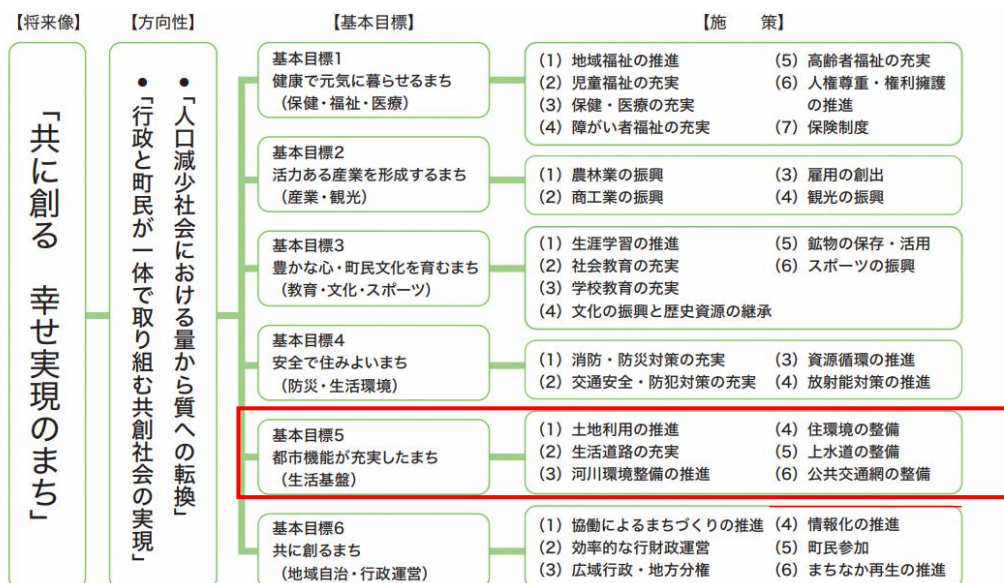 【将来像】
【方向性】
【基本目標】
【施　策】
「共に創る　幸せ実現のまち」
●「人口減少社会における量から質への転換」
●「行政と町民が一体で取り組む共創社会の実現」
基本目標1
健康で元気に暮らせるまち
（保健・福祉・医療）
(1) 地域福祉の推進
(2) 児童福祉の充実
(3) 保健・医療の充実
(4) 障がい者福祉の充実
(5) 高齢者福祉の充実
(6) 人権尊重・権利擁護
の推進
(7) 保険制度
基本目標2
活力ある産業を形成するまち
（産業・観光）
(1) 農林業の振興
(2) 商工業の振興
(3) 雇用の創出
(4) 観光の振興
基本目標3
豊かな心・町民文化を育むまち
（教育・文化・スポーツ）
(1) 生涯学習の推進
(2) 社会教育の充実
(3) 学校教育の充実
(4) 文化の振興と歴史資源の継承
(5) 鉱物の保存・活用
(6) スポーツの振興
基本目標4
安全で住みよいまち
（防災・生活環境）
(1) 消防・防災対策の充実
(2) 交通安全・防犯対策の充実
(3) 資源循環の推進
(4) 放射能対策の推進
基本目標5
都市機能が充実したまち
（生活基盤）
(1) 土地利用の推進
(2) 生活道路の充実
(3) 河川環境整備の推進
(4) 住環境の整備
(5) 上水道の整備
(6) 公共交通網の整備
基本目標6
共に創るまち
（地域自治・行政運営）
(1) 協働によるまちづくりの推進
(2) 効率的な行財政運営
(3) 広域行政・地方分権
(4) 情報化の推進
(5) 町民参加
(6) まちなか再生の推進